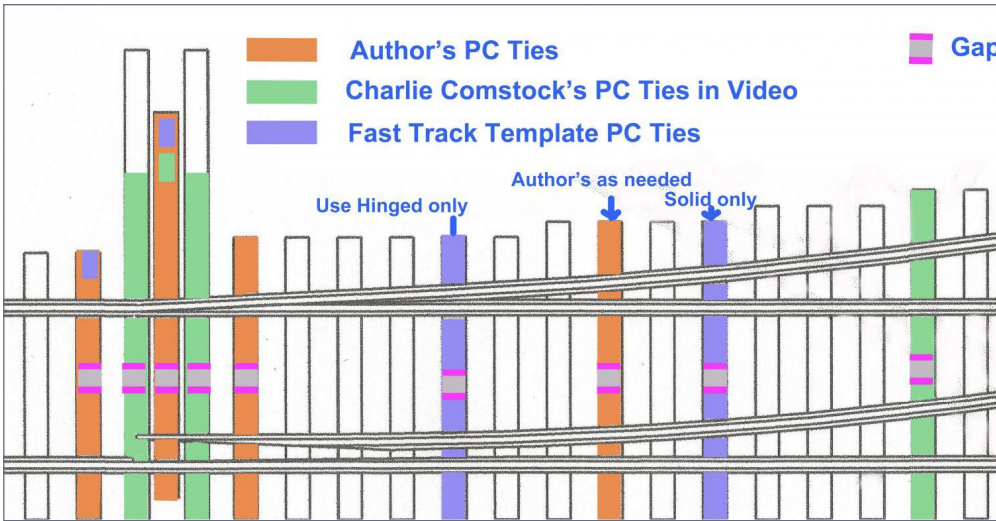 Author's PC Ties
Gap
Charlie Comstock's PC Ties in Video
Fast Track Template PC Ties
Author's as needed
Use Hinged only
Solid only